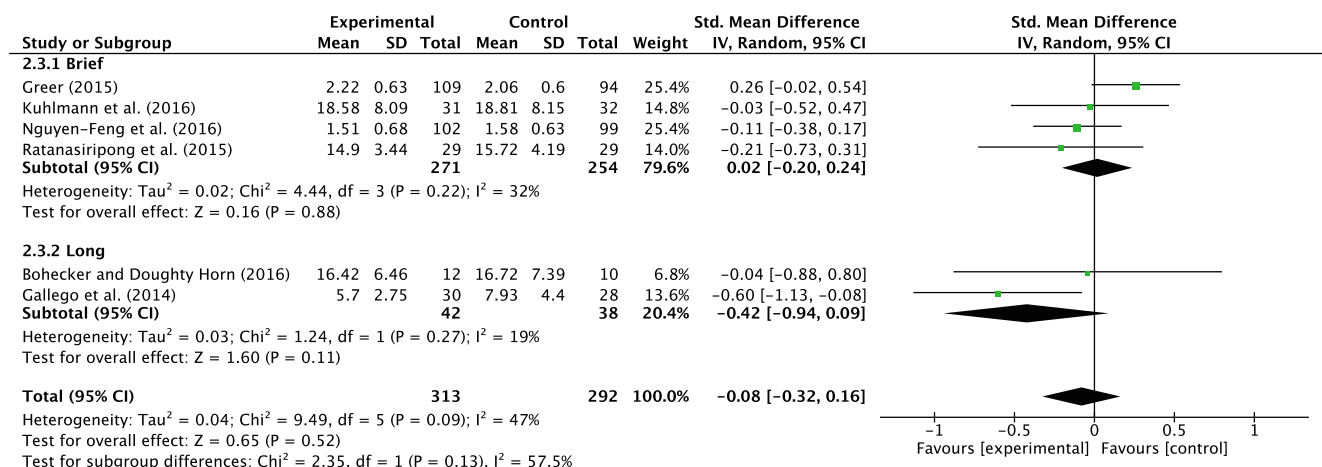 Experimental Control Std. Mean Difference Std. Mean Difference
Study or Subgroup Mean SD Total Mean SD Total Weight IV, Random, 95% CI IV, Random, 95% CI
2.3.1 Brief
Greer (2015) 2.22 0.63 109 2.06 0.6 94 25.4% 0.26 [-0.02, 0.54]
Kuhlmann et al. (2016) 18.58 8.09 31 18.81 8.15 32 14.8% -0.03 [-0.52, 0.47]
Nguyen-Feng et al. (2016) 1.51 0.68 102 1.58 0.63 99 25.4% -0.11 [-0.38, 0.17]
Ratanasiripong et al. (2015) 14.9 3.44 29 15.72 4.19 29 14.0% -0.21 [-0.73, 0.31]
Subtotal (95% CI) 271 254 79.6% 0.02 [-0.20, 0.24]
Heterogeneity: Tau² = 0.02; Chi² = 4.44, df = 3 (P = 0.22); I² = 32%
Test for overall effect: Z = 0.16 (P = 0.88)
2.3.2 Long
Bohecker and Doughty Horn (2016) 16.42 6.46 12 16.72 7.39 10 6.8% -0.04 [-0.88, 0.80]
Gallego et al. (2014) 5.7 2.75 30 7.93 4.4 28 13.6% -0.60 [-1.13, -0.08]
Subtotal (95% CI) 42 38 20.4% -0.42 [-0.94, 0.09]
Heterogeneity: Tau² = 0.03; Chi² = 1.24, df = 1 (P = 0.27); I² = 19%
Test for overall effect: Z = 1.60 (P = 0.11)
Total (95% CI) 313 292 100.0% -0.08 [-0.32, 0.16]
Heterogeneity: Tau² = 0.04; Chi² = 9.49, df = 5 (P = 0.09); I² = 47%
Test for overall effect: Z = 0.65 (P = 0.52)
Test for subgroup differences: Chi² = 2.35, df = 1 (P = 0.13), I² = 57.5%
-1 -0.5 0 0.5 1
Favours [experimental] Favours [control]